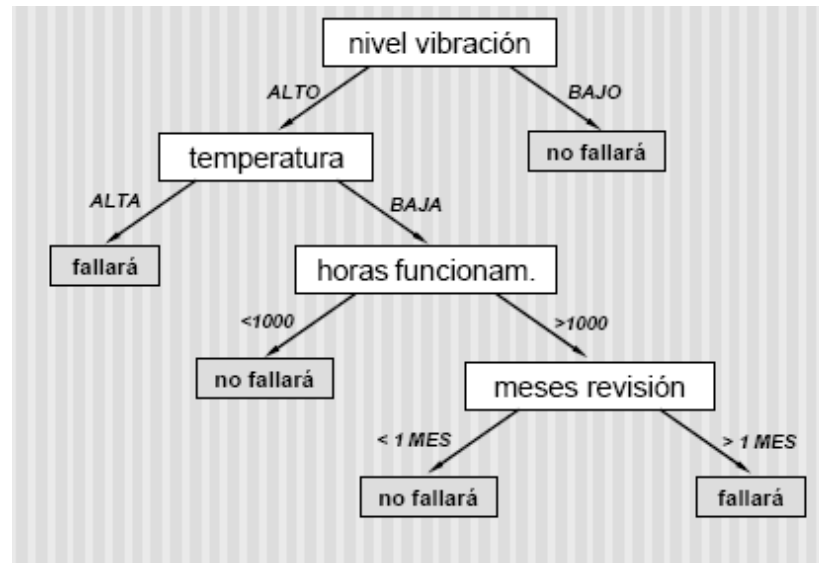 nivel vibración
ALTO
BAJO
temperatura
no fallará
ALTA
BAJA
fallará
horas funcionam.
<1000
>1000
no fallará
meses revisión
< 1 MES
> 1 MES
no fallará
fallará